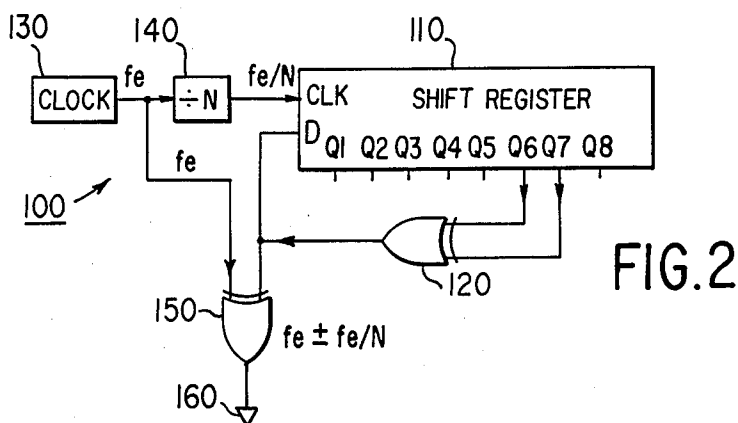 130
140
110
fe
fe/N
CLOCK
÷N
CLK
SHIFT REGISTER
D
Q1 Q2 Q3 Q4 Q5 Q6 Q7 Q8
fe
100
120
FIG.2
150
fe ± fe/N
160